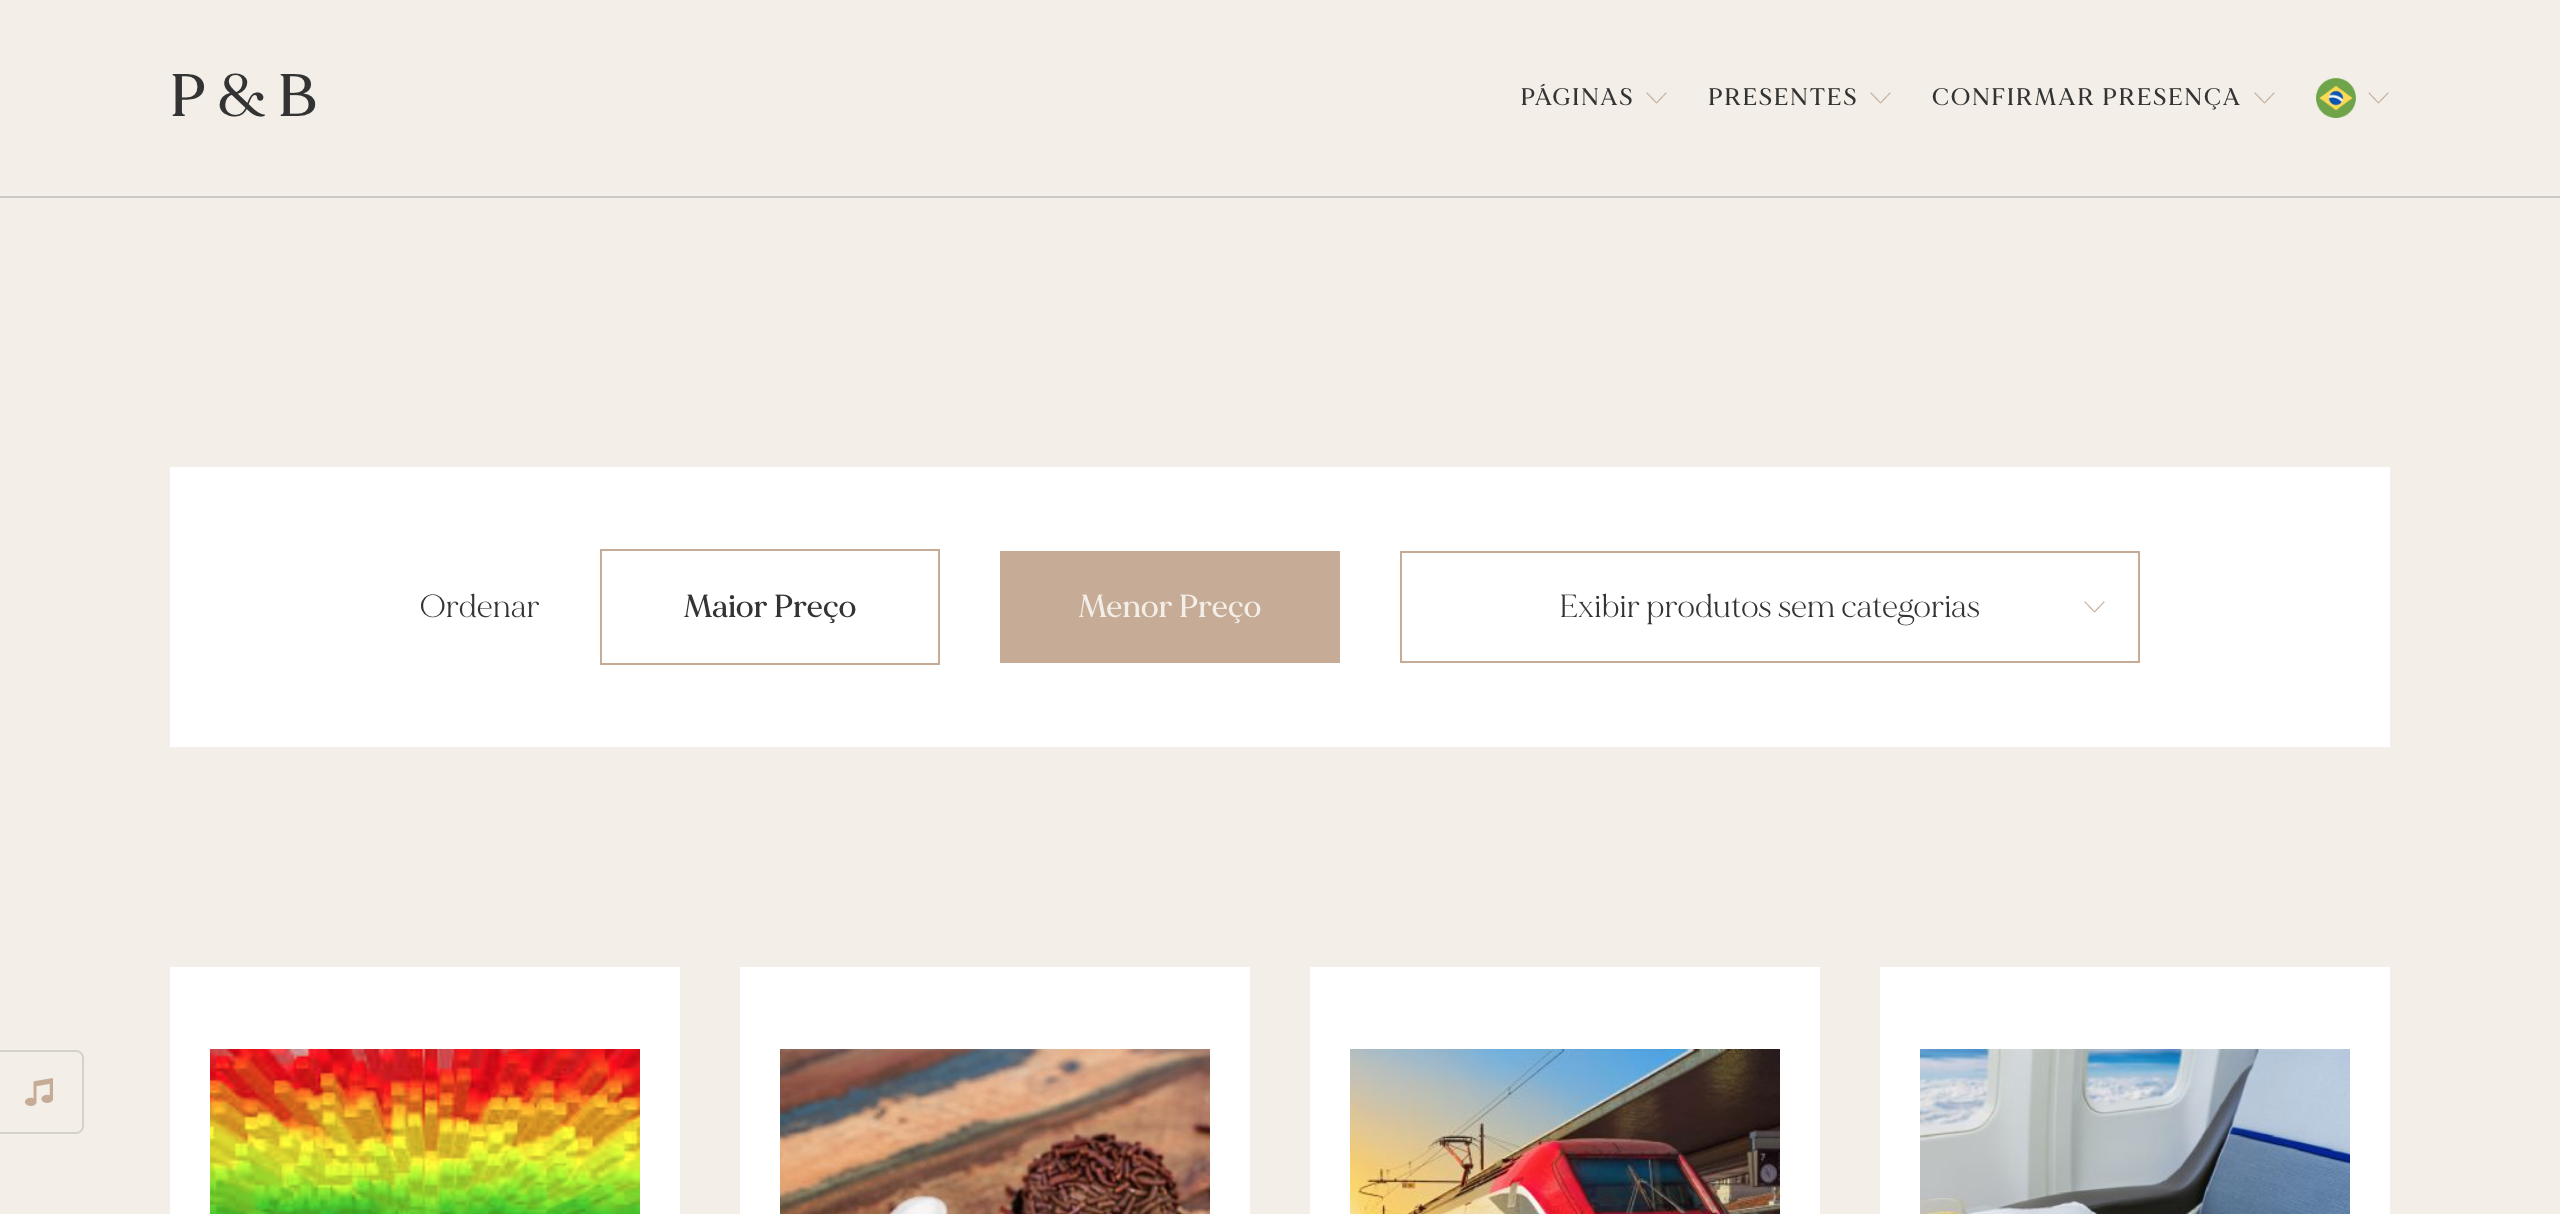 P & B
PÁGINAS PRESENTES CONFIRMAR PRESENÇA
Ordenar Maior Preço Menor Preço Exibir produtos sem categorias